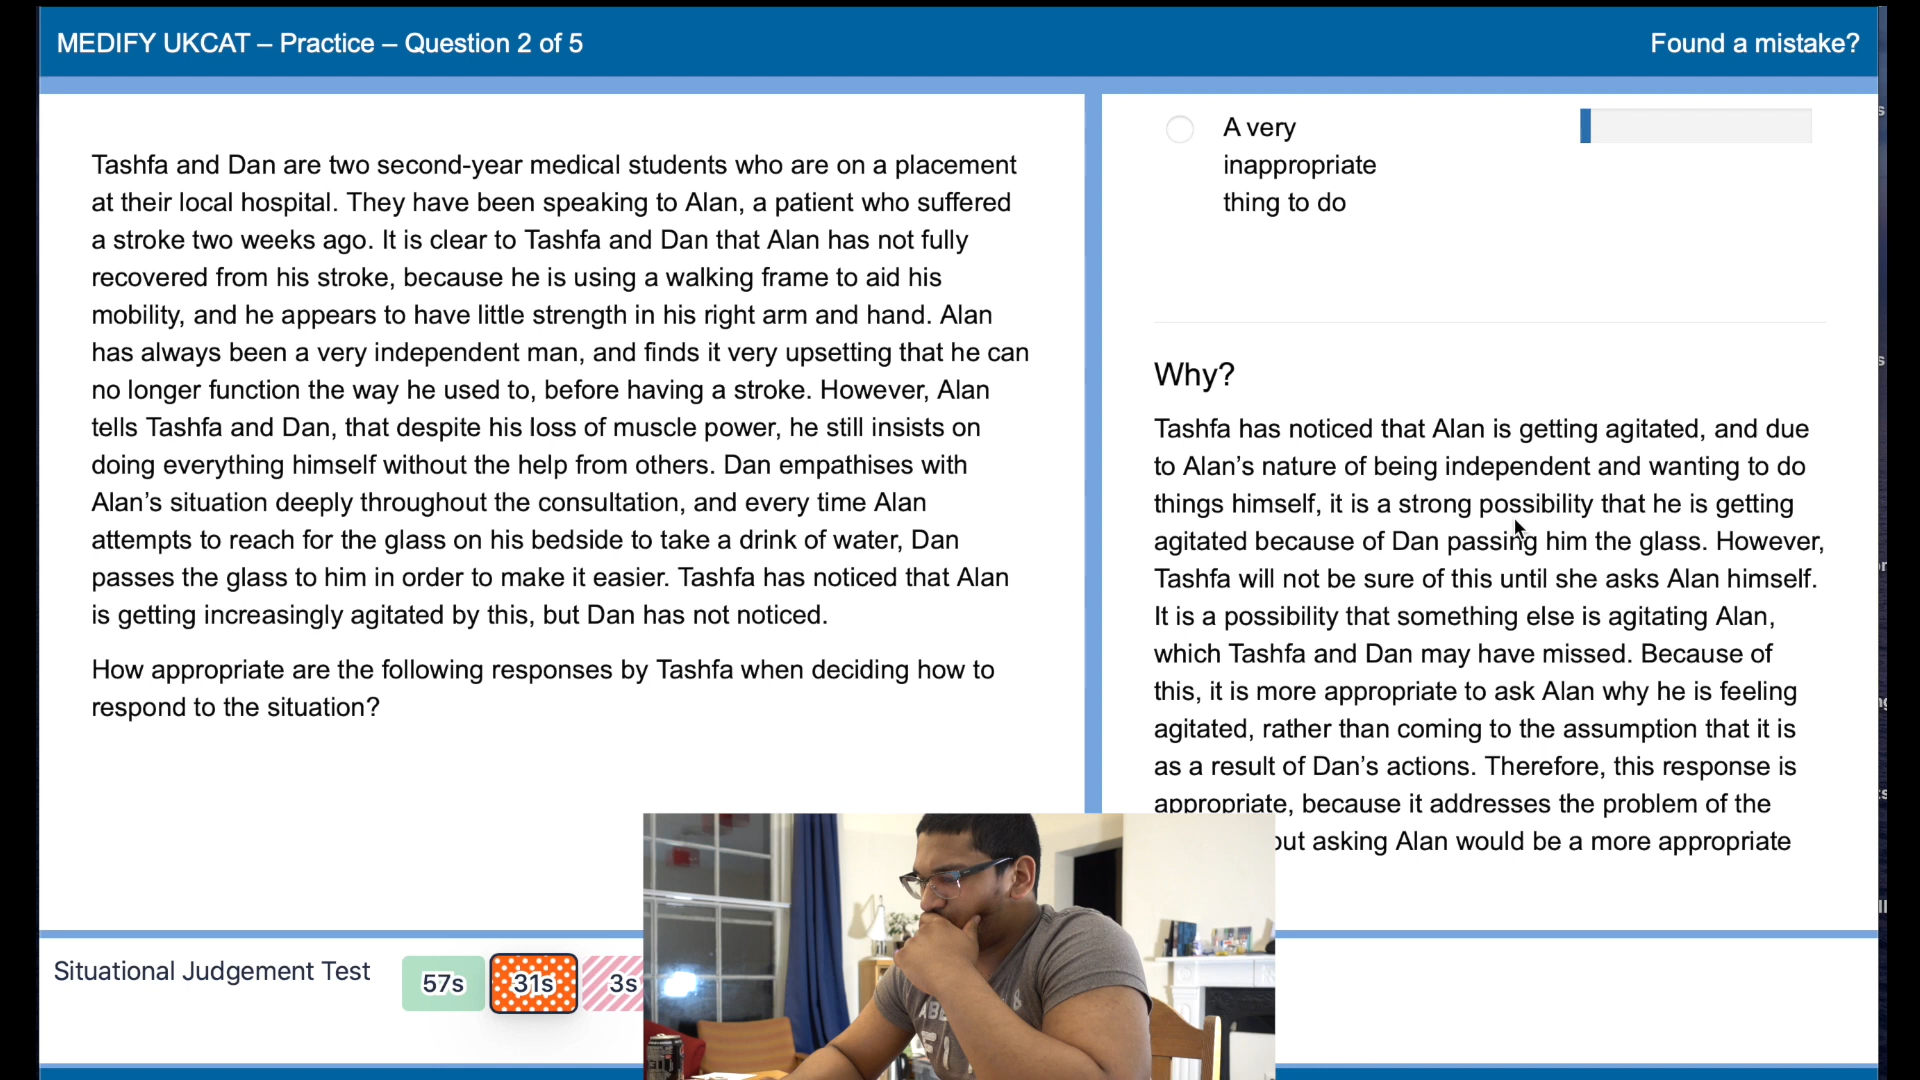 MEDIFY UKCAT – Practice – Question 2 of 5
Found a mistake?
Tashfa and Dan are two second-year medical students who are on a placement
at their local hospital. They have been speaking to Alan, a patient who suffered
a stroke two weeks ago. It is clear to Tashfa and Dan that Alan has not fully
recovered from his stroke, because he is using a walking frame to aid his
mobility, and he appears to have little strength in his right arm and hand. Alan
has always been a very independent man, and finds it very upsetting that he can
no longer function the way he used to, before having a stroke. However, Alan
tells Tashfa and Dan, that despite his loss of muscle power, he still insists on
doing everything himself without the help from others. Dan empathises with
Alan’s situation deeply throughout the consultation, and every time Alan
attempts to reach for the glass on his bedside to take a drink of water, Dan
passes the glass to him in order to make it easier. Tashfa has noticed that Alan
is getting increasingly agitated by this, but Dan has not noticed.
How appropriate are the following responses by Tashfa when deciding how to
respond to the situation?
A very
inappropriate
thing to do
Why?
Tashfa has noticed that Alan is getting agitated, and due
to Alan’s nature of being independent and wanting to do
things himself, it is a strong possibility that he is getting
agitated because of Dan passing him the glass. However,
Tashfa will not be sure of this until she asks Alan himself.
It is a possibility that something else is agitating Alan,
which Tashfa and Dan may have missed. Because of
this, it is more appropriate to ask Alan why he is feeling
agitated, rather than coming to the assumption that it is
as a result of Dan’s actions. Therefore, this response is
appropriate, because it addresses the problem of the
but asking Alan would be a more appropriate
Situational Judgement Test
57s
31s
3s